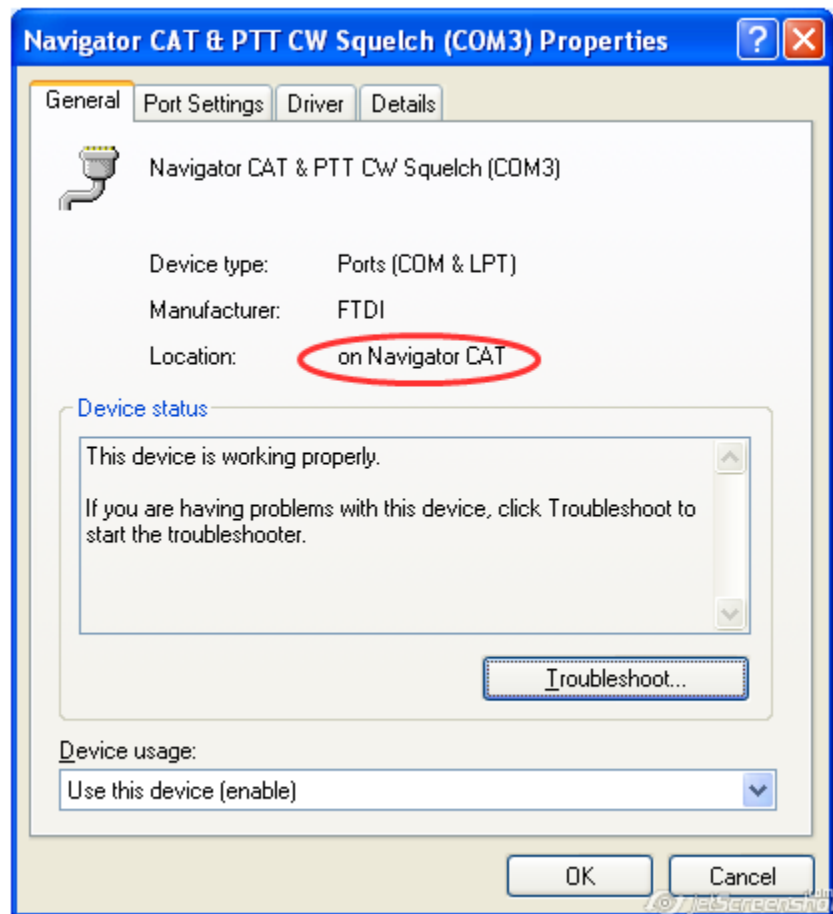 Navigator CAT & PTT CW Squelch (COM3) Properties
General Port Settings Driver Details
Navigator CAT & PTT CW Squelch (COM3)
Device type: Ports (COM & LPT)
Manufacturer: FTDI
Location: on Navigator CAT
Device status
This device is working properly.
If you are having problems with this device, click Troubleshoot to
start the troubleshooter.
Troubleshoot...
Device usage:
Use this device (enable)
OK Cancel